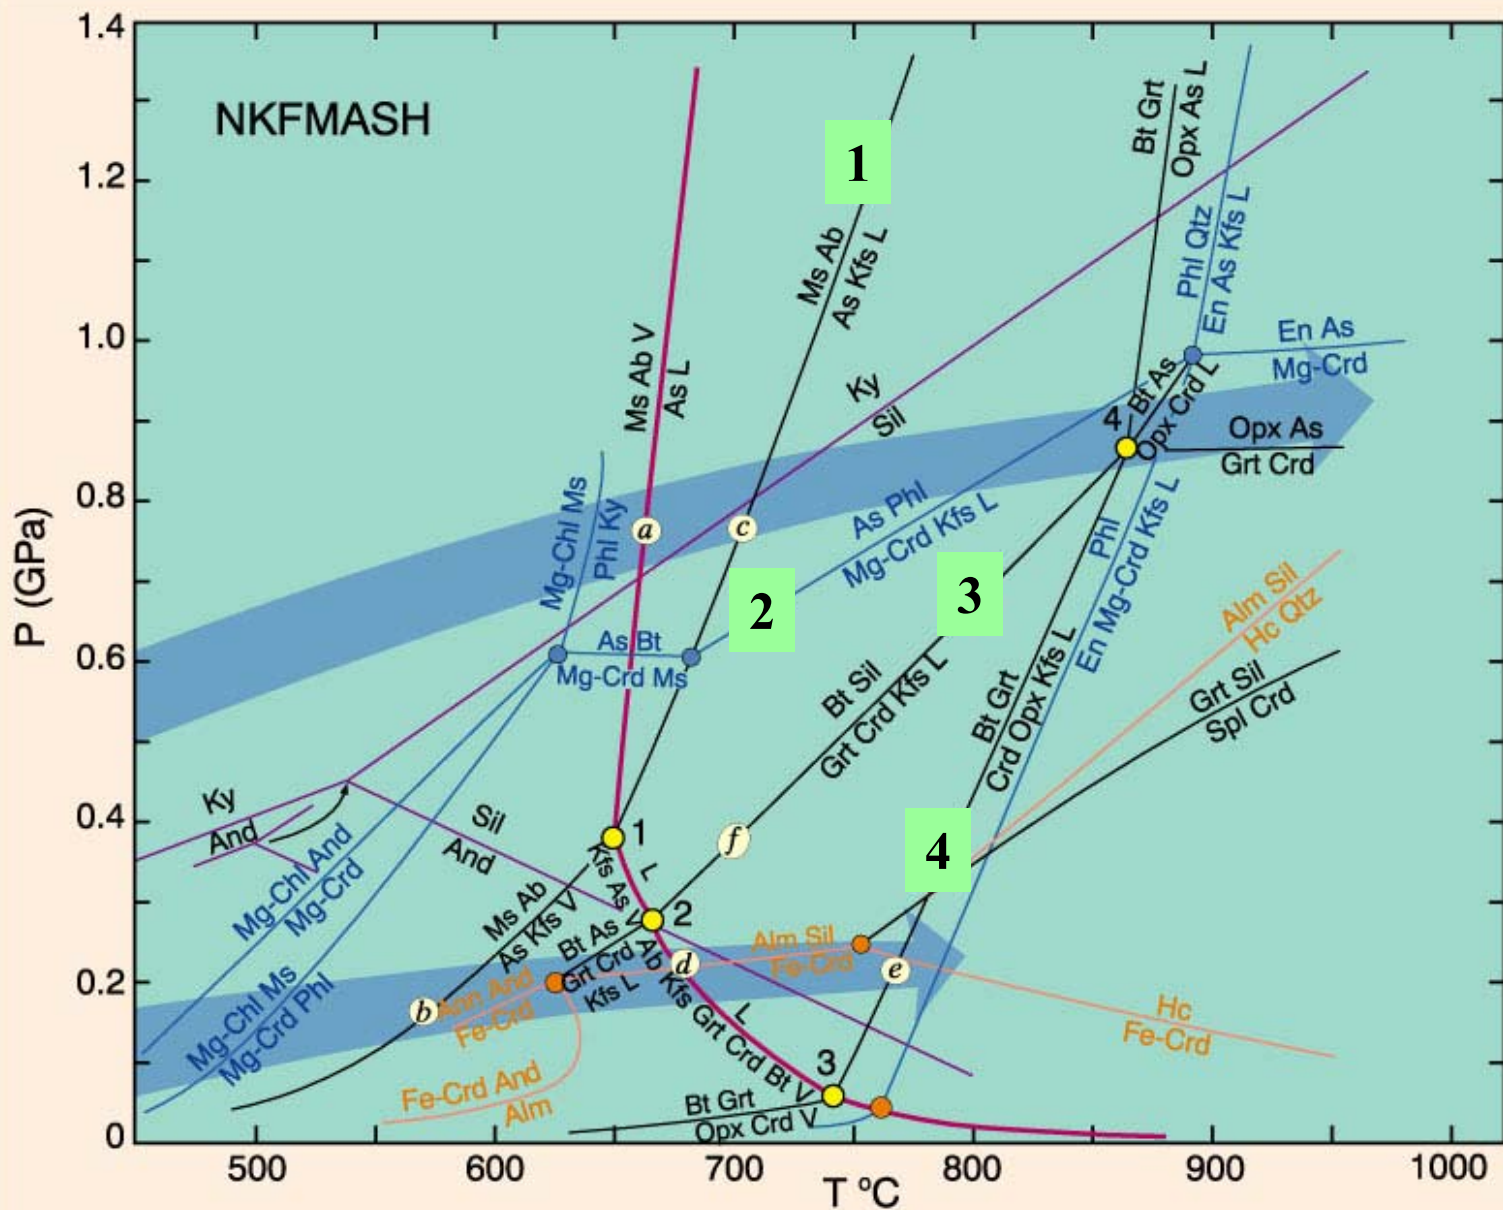 1.4
1.2
1.0
0.8
0.6
0.4
0.2
0
P (GPa)
500
600
700
800
900
1000
T °C
NKFMASH
1
2
3
4
Ms Ab V
As L
Ms Ab
As Kfs L
Ky
Sil
Bt Grt
Opx As L
Phl Qtz
En As Kfs L
En As
Mg-Crd
Bt As
Opx Crd L
4
Opx As
Grt Crd
a
c
Mg-Chl Ms
Phl Ky
As Phl
Mg-Crd Kfs L
As Bt
Mg-Crd Ms
Phl
En Mg-Crd Kfs L
Bt Sil
Grt Crd Kfs L
Bt Grt
Crd Opx Kfs L
Alm Sil
Hc Qtz
Grt Sil
Spl Crd
Ky
And
Sil
And
1
f
Mg-Chl And
Mg-Crd
Ms Ab
As Kfs V
L
Kfs As V
2
Bt As
Grt Crd
Kfs L
Alm Sil
Fe-Crd
d
e
b
Ann And
Fe-Crd
Mg-Chl Ms
Mg-Crd Phl
L
Ab Kfs Grt Crd Bt V
Hc
Fe-Crd
3
Fe-Crd And
Alm
Bt Grt
Opx Crd V